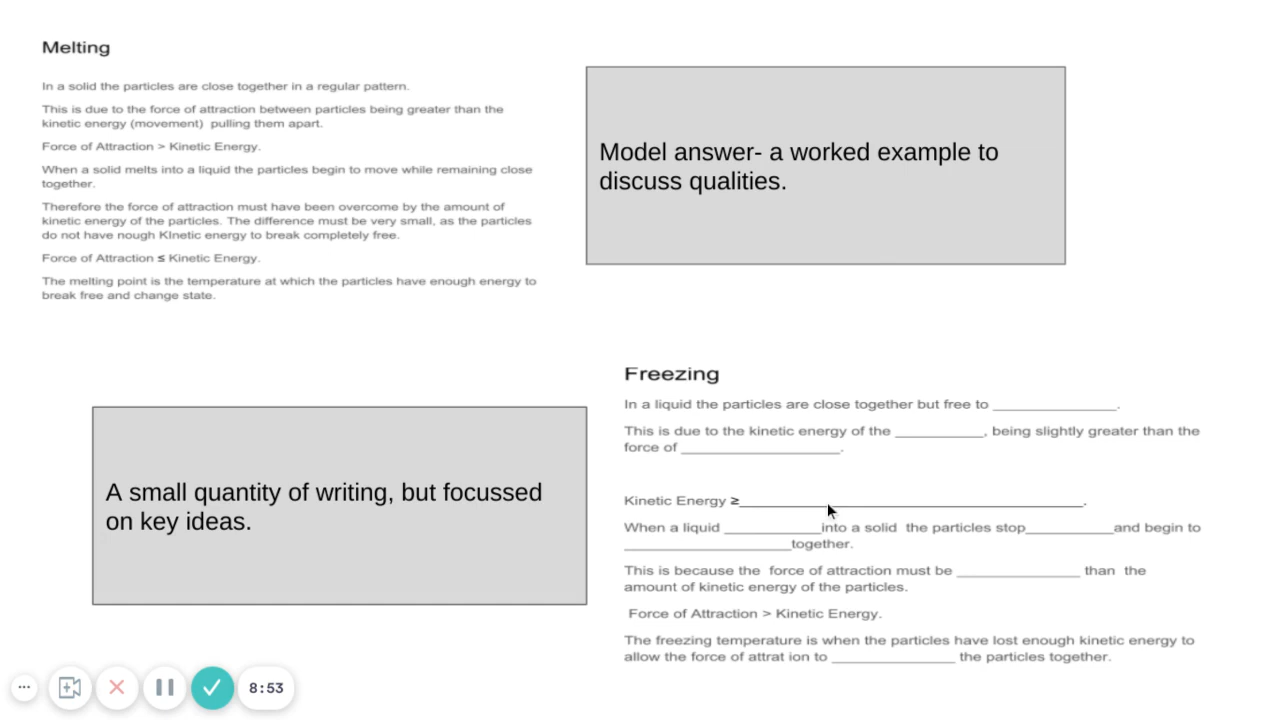 Melting
In a solid the particles are close together in a regular pattern.
This is due to the force of attraction between particles being greater than the
kinetic energy (movement)  pulling them apart.
Force of Attraction > Kinetic Energy.
When a solid melts into a liquid the particles begin to move while remaining close
together.
Therefore the force of attraction must have been overcome by the amount of
kinetic energy of the particles. The difference must be very small, as the particles
do not have nough KInetic energy to break completely free.
Force of Attraction ≤ Kinetic Energy.
The melting point is the temperature at which the particles have enough energy to
break free and change state.
Model answer- a worked example to
discuss qualities.
A small quantity of writing, but focussed
on key ideas.
Freezing
In a liquid the particles are close together but free to ________________.
This is due to the kinetic energy of the ___________, being slightly greater than the
force of ____________________.
Kinetic Energy ≥___________________________________________.
When a liquid ____________into a solid  the particles stop___________and begin to
_____________________together.
This is because the  force of attraction must be ________________ than  the
amount of kinetic energy of the particles.
Force of Attraction > Kinetic Energy.
The freezing temperature is when the particles have lost enough kinetic energy to
allow the force of attrat ion to ________________ the particles together.
8:53